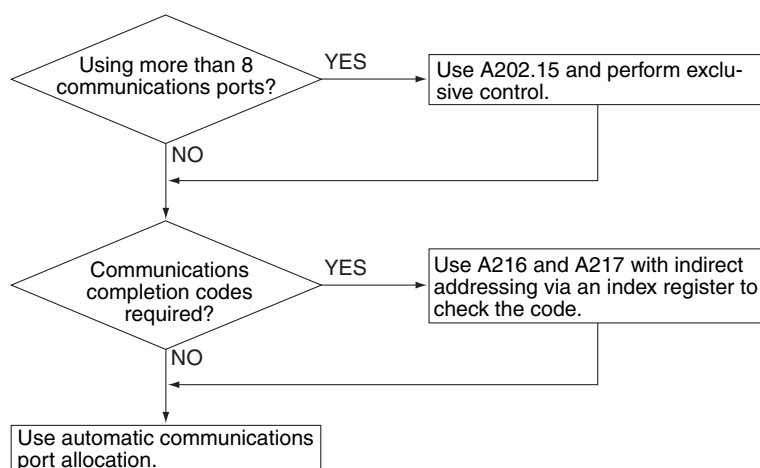 Using more than 8
communications ports?
YES
Use A202.15 and perform exclu-
sive control.
NO
Communications
completion codes
required?
YES
Use A216 and A217 with indirect
addressing via an index register to
check the code.
NO
Use automatic communications
port allocation.